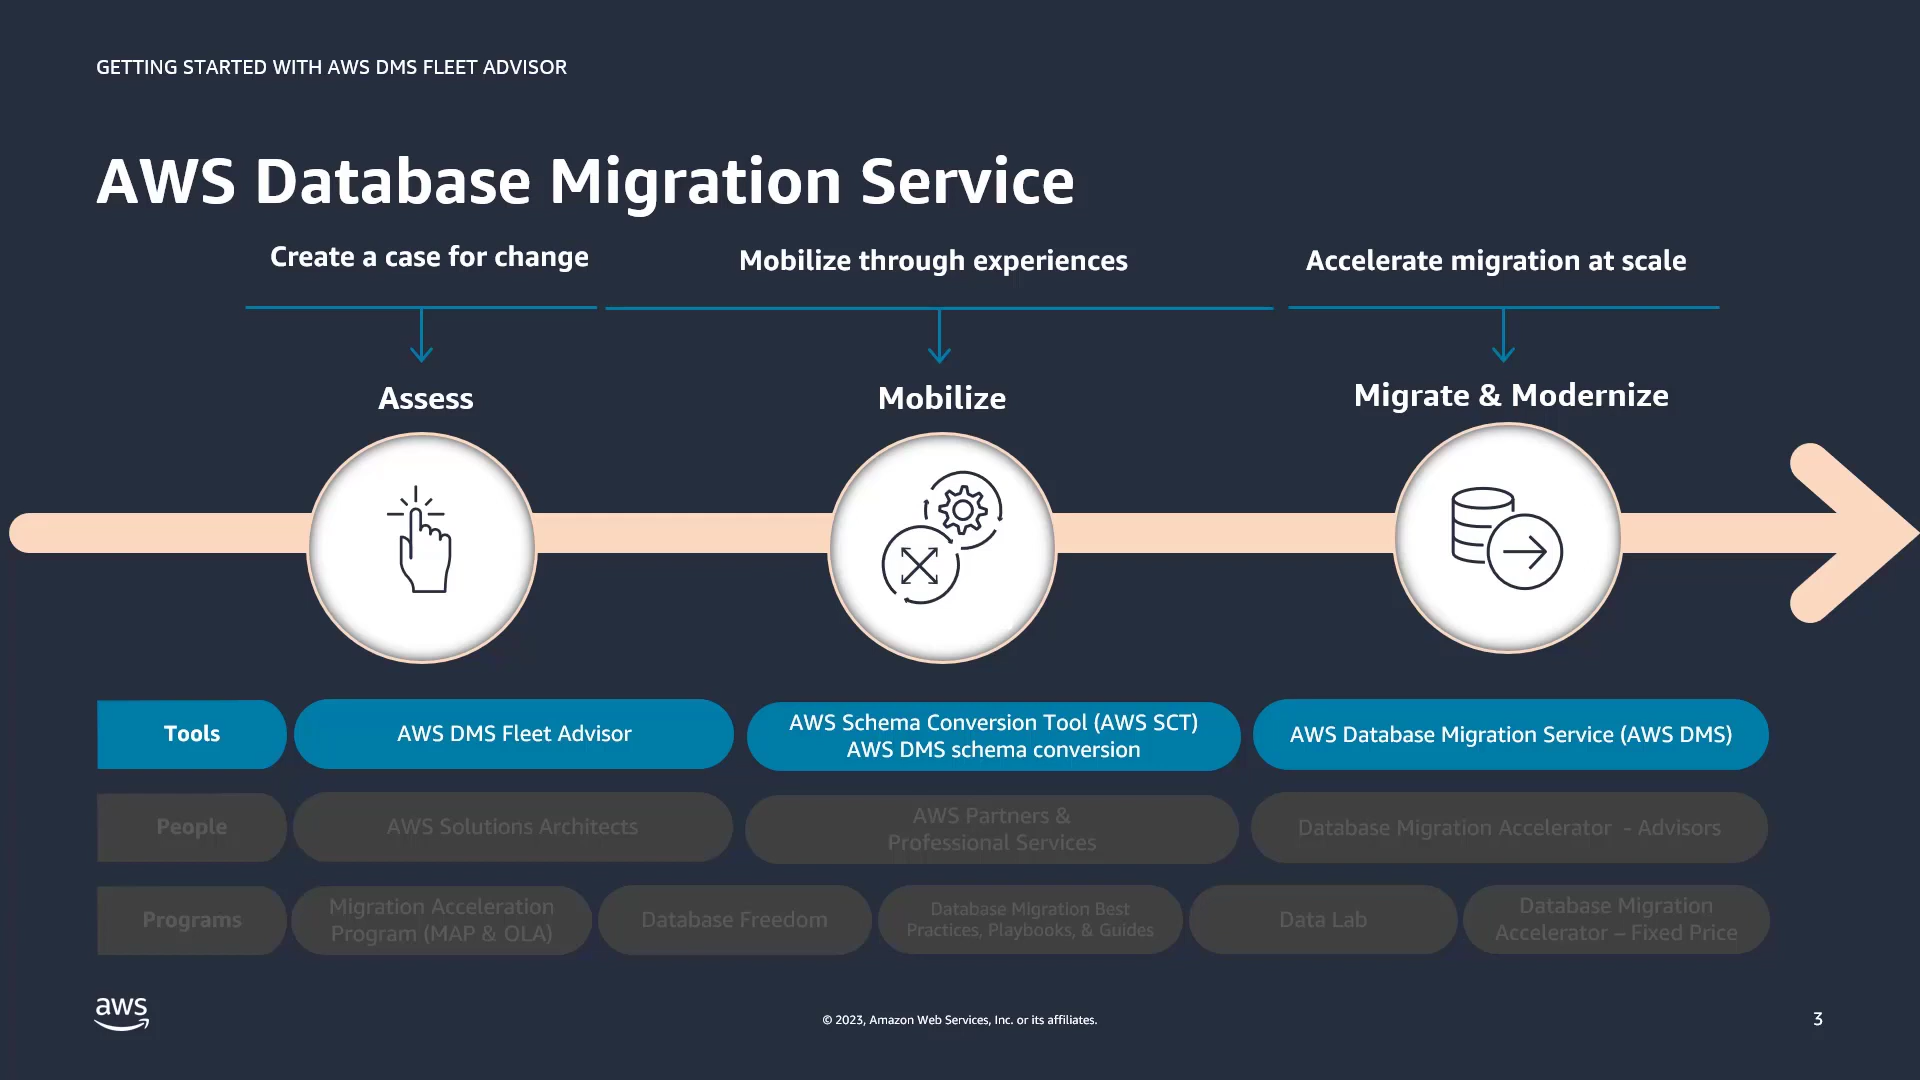 GETTING STARTED WITH AWS DMS FLEET ADVISOR
AWS Database Migration Service
Create a case for change
Mobilize through experiences
Accelerate migration at scale
Assess
Mobilize
Migrate & Modernize
Tools
AWS DMS Fleet Advisor
AWS Schema Conversion Tool (AWS SCT)
AWS DMS schema conversion
AWS Database Migration Service (AWS DMS)
People
AWS Solutions Architects
AWS Partners &
Professional Services
Database Migration Accelerator - Advisors
Programs
Migration Acceleration
Program (MAP & OLA)
Database Freedom
Database Migration Best
Practices, Playbooks, & Guides
Data Lab
Database Migration
Accelerator – Fixed Price
aws
© 2023, Amazon Web Services, Inc. or its affiliates.
3